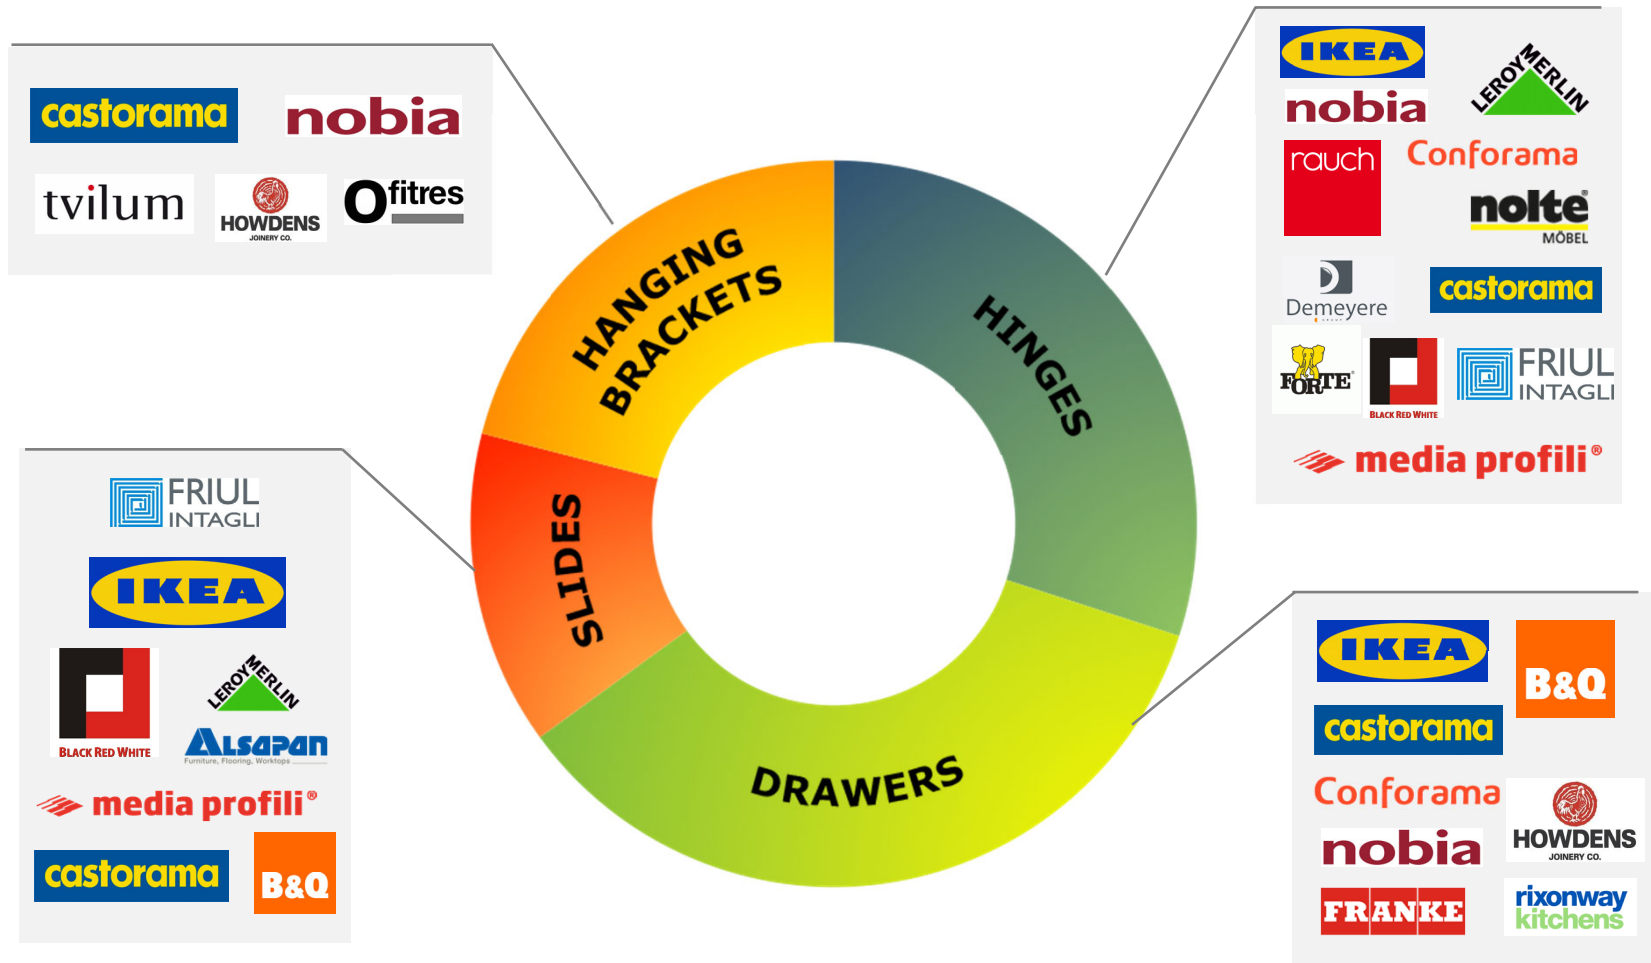 castorama
nobia
tvilum
HOWDENS
JOINERY CO.
Ofitres
IKEA
LEROY MERLIN
nobia
rauch
Conforama
nolte®
MÖBEL
Demeyere
castorama
FORTE®
BLACK RED WHITE
FRIUL
INTAGLI
media profili®
HANGING
BRACKETS
HINGES
SLIDES
DRAWERS
FRIUL
INTAGLI
IKEA
BLACK RED WHITE
LEROY MERLIN
ALSAPAN
Furniture, Flooring, Worktops
media profili®
castorama
B&Q
IKEA
B&Q
castorama
Conforama
HOWDENS
JOINERY CO.
nobia
FRANKE
rixonway
kitchens